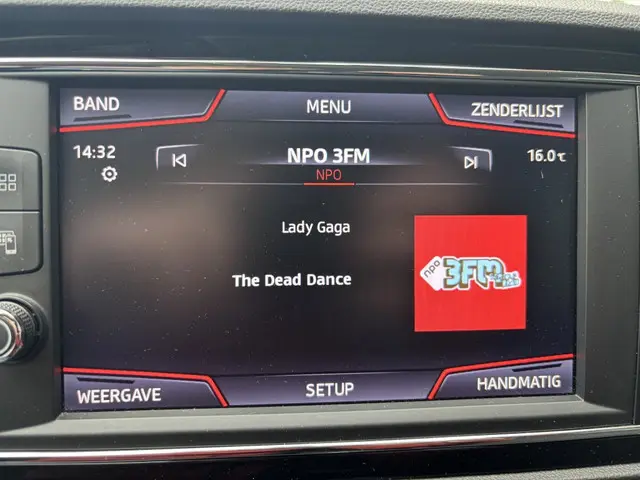 BAND
MENU
ZENDERLIJST
14:32
NPO 3FM
16.0℃
NPO
Lady Gaga
The Dead Dance
npo 3FM
WEERGAVE
SETUP
HANDMATIG